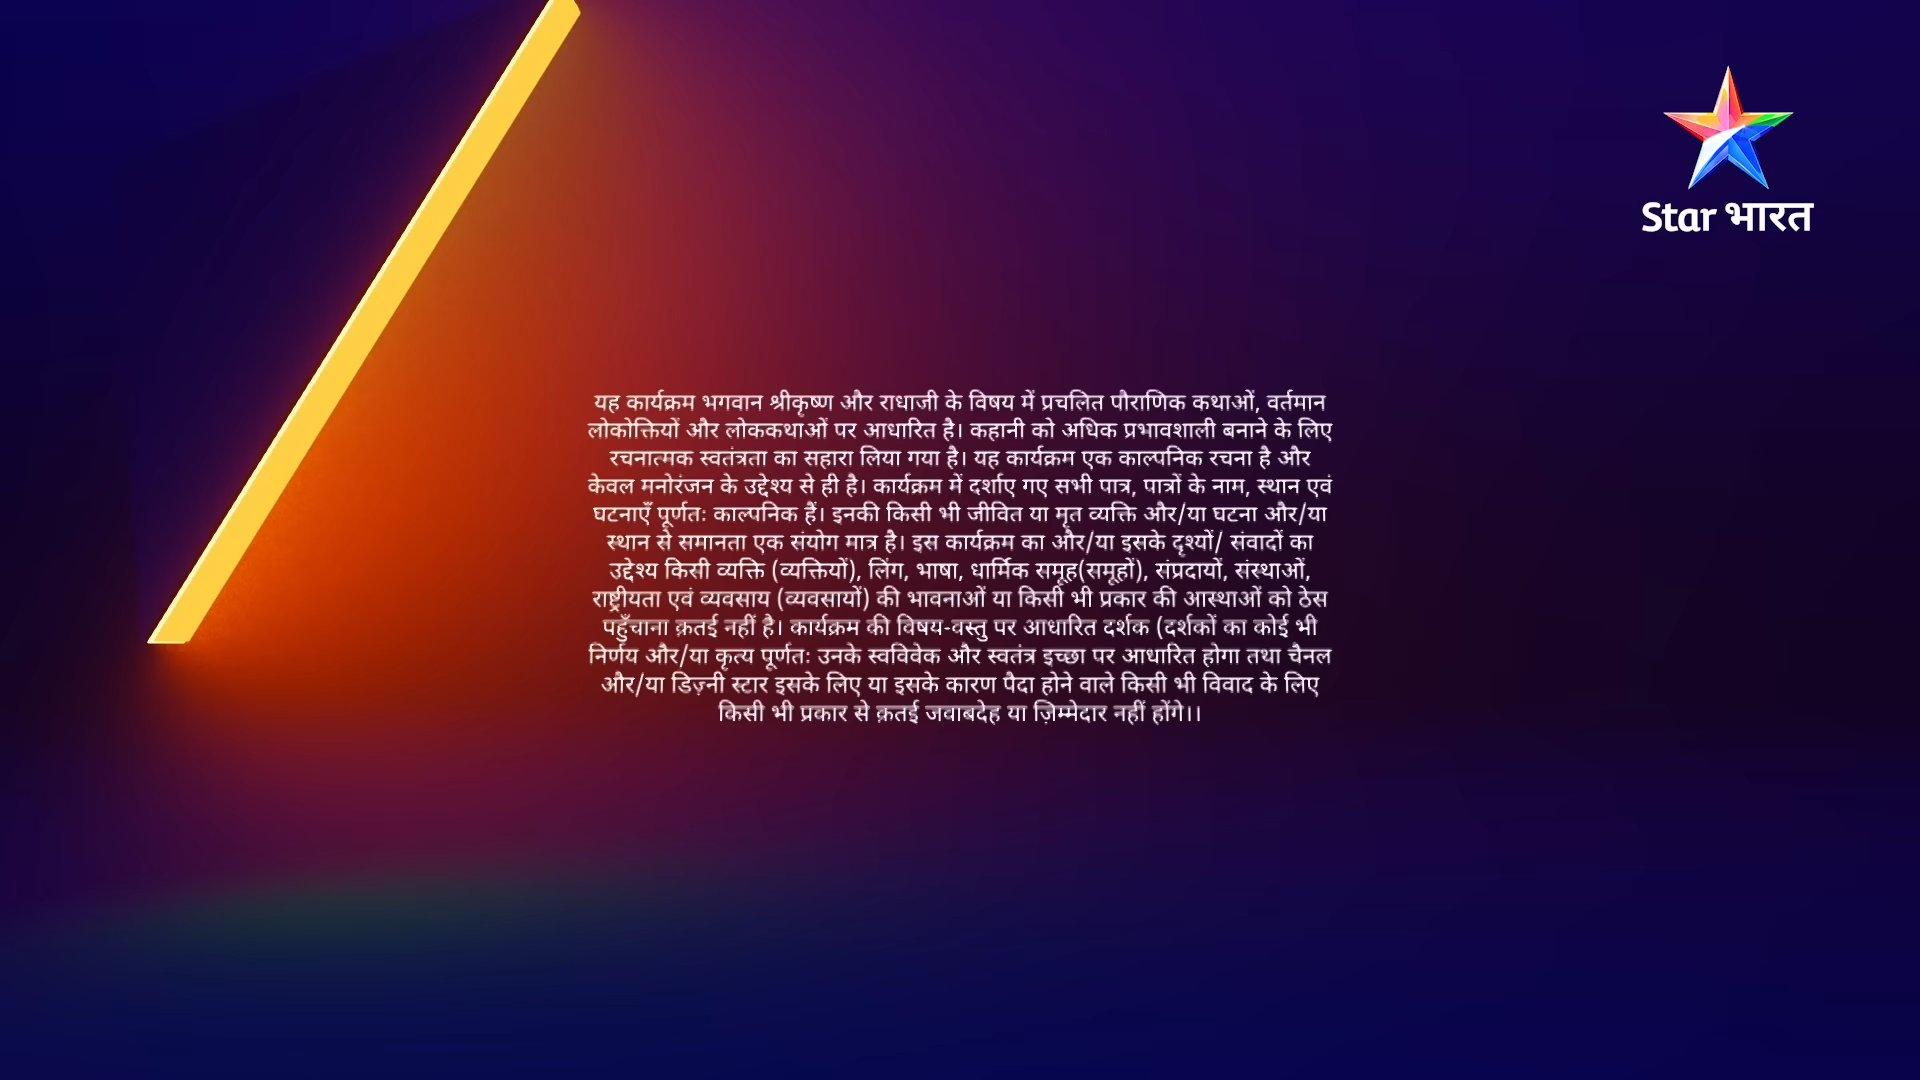 Star भारत
यह कार्यक्रम भगवान श्रीकृष्ण और राधाजी के विषय में प्रचलित पौराणिक कथाओं, वर्तमान
लोकोक्तियों और लोककथाओं पर आधारित है। कहानी को अधिक प्रभावशाली बनाने के लिए
रचनात्मक स्वतंत्रता का सहारा लिया गया है। यह कार्यक्रम एक काल्पनिक रचना है और
केवल मनोरंजन के उद्देश्य से ही है। कार्यक्रम में दर्शाए गए सभी पात्र, पात्रों के नाम, स्थान एवं
घटनाएँ पूर्णतः काल्पनिक हैं। इनकी किसी भी जीवित या मृत व्यक्ति और/या घटना और/या
स्थान से समानता एक संयोग मात्र है। इस कार्यक्रम का और/या इसके दृश्यों/ संवादों का
उद्देश्य किसी व्यक्ति (व्यक्तियों), लिंग, भाषा, धार्मिक समूह(समूहों), संप्रदायों, संस्थाओं,
राष्ट्रीयता एवं व्यवसाय (व्यवसायों) की भावनाओं या किसी भी प्रकार की आस्थाओं को ठेस
पहुँचाना क़तई नहीं है। कार्यक्रम की विषय-वस्तु पर आधारित दर्शक (दर्शकों का कोई भी
निर्णय और/या कृत्य पूर्णतः उनके स्वविवेक और स्वतंत्र इच्छा पर आधारित होगा तथा चैनल
और/या डिज़्नी स्टार इसके लिए या इसके कारण पैदा होने वाले किसी भी विवाद के लिए
किसी भी प्रकार से क़तई जवाबदेह या ज़िम्मेदार नहीं होंगे।।